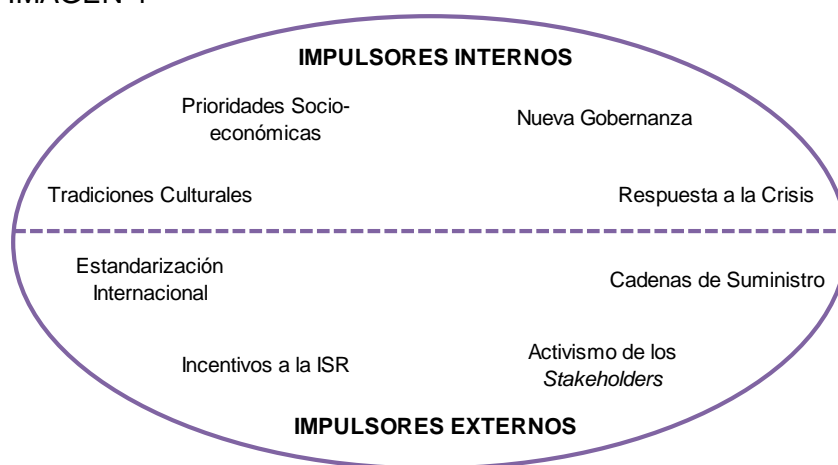 IMPULSORES INTERNOS
Prioridades Socio-
económicas
Nueva Gobernanza
Tradiciones Culturales
Respuesta a la Crisis
Estandarización
Internacional
Cadenas de Suministro
Incentivos a la ISR
Activismo de los
Stakeholders
IMPULSORES EXTERNOS